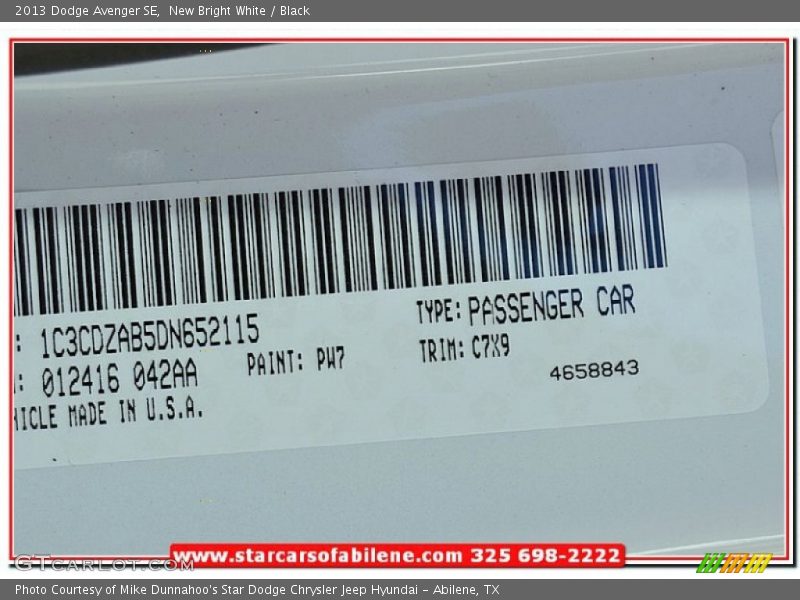 2013 Dodge Avenger SE,  New Bright White / Black
: 1C3CDZAB5DN652115
TYPE: PASSENGER CAR
: 012416 042AA
PAINT: PW7
TRIM: C7X9
HICLE MADE IN U.S.A.
4658843
www.starcarsofabilene.com 325 698-2222
GTCARLOT.COM
Photo Courtesy of Mike Dunnahoo's Star Dodge Chrysler Jeep Hyundai - Abilene, TX